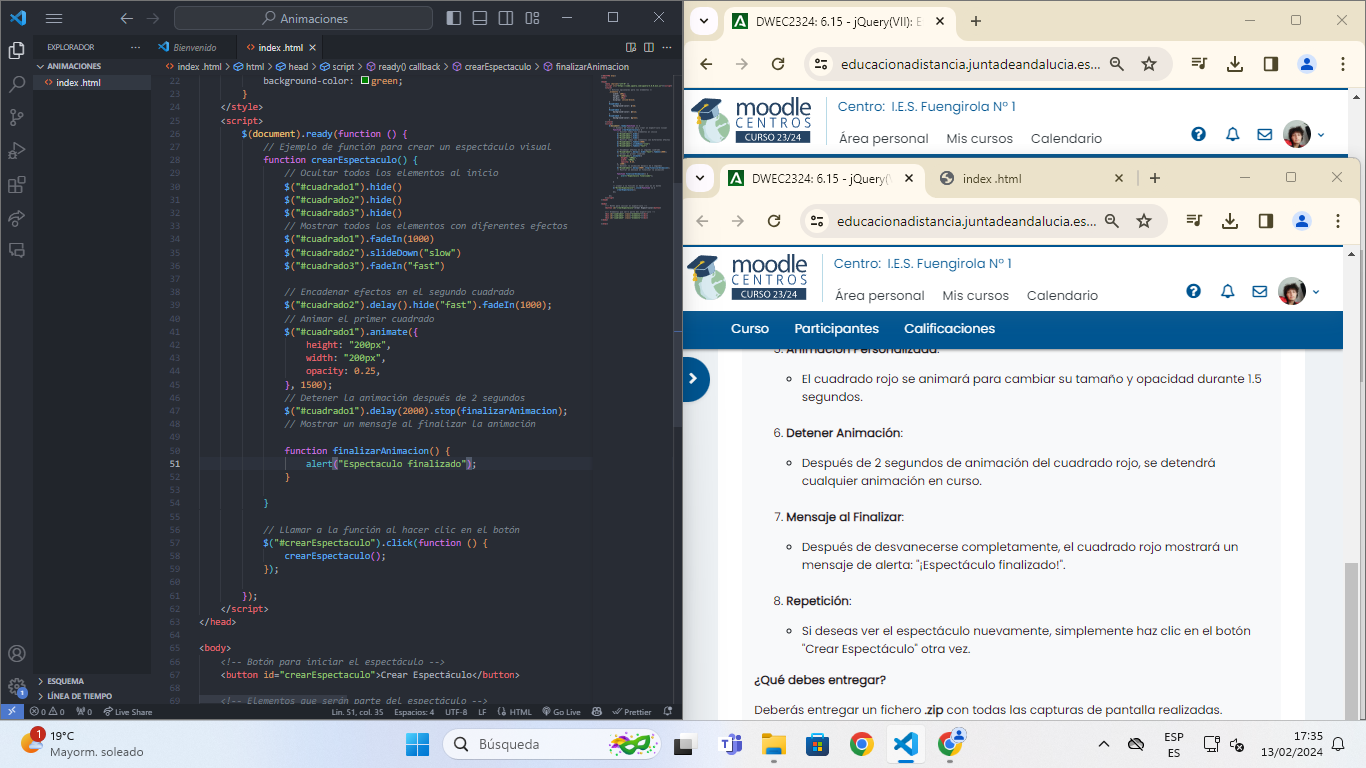 Animaciones
EXPLORADOR
ANIMACIONES
index .html
ESQUEMA
LÍNEA DE TIEMPO
Bienvenido
index .html
index .html > html > head > script > ready() callback > crearEspectaculo > finalizarAnimacion
22 background-color: green;
23 }
24 </style>
25 <script>
26 $(document).ready(function () {
27 // Ejemplo de función para crear un espectáculo visual
28 function crearEspectaculo() {
29 // Ocultar todos los elementos al inicio
30 $("#cuadrado1").hide()
31 $("#cuadrado2").hide()
32 $("#cuadrado3").hide()
33 // Mostrar todos los elementos con diferentes efectos
34 $("#cuadrado1").fadeIn(1000)
35 $("#cuadrado2").slideDown("slow")
36 $("#cuadrado3").fadeIn("fast")
37
38 // Encadenar efectos en el segundo cuadrado
39 $("#cuadrado2").delay().hide("fast").fadeIn(1000);
40 // Animar el primer cuadrado
41 $("#cuadrado1").animate({
42 height: "200px",
43 width: "200px",
44 opacity: 0.25,
45 }, 1500);
46 // Detener la animación después de 2 segundos
47 $("#cuadrado1").delay(2000).stop(finalizarAnimacion);
48 // Mostrar un mensaje al finalizar la animación
49
50 function finalizarAnimacion() {
51 alert("Espectaculo finalizado");
52 }
53
54 }
55
56 // Llamar a la función al hacer clic en el botón
57 $("#crearEspectaculo").click(function () {
58 crearEspectaculo();
59 });
60
61 });
62 </script>
63 </head>
64
65 <body>
66 <!-- Botón para iniciar el espectáculo -->
67 <button id="crearEspectaculo">Crear Espectáculo</button>
68
69 <!-- Elementos que serán parte del espectáculo -->
0 0 0 Live Share
Lín. 51, col. 35 Espacios: 4 UTF-8 LF HTML Go Live Prettier
DWEC2324: 6.15 - jQuery(VII): E
educacionadistancia.juntadeandalucia.es...
moodle
CENTROS
CURSO 23/24
Centro: I.E.S. Fuengirola Nº 1
Área personal Mis cursos Calendario
DWEC2324: 6.15 - jQuery(V
index .html
educacionadistancia.juntadeandalucia.es...
moodle
CENTROS
CURSO 23/24
Centro: I.E.S. Fuengirola Nº 1
Área personal Mis cursos Calendario
Curso Participantes Calificaciones
5. Animación Personalizada:
El cuadrado rojo se animará para cambiar su tamaño y opacidad durante 1.5
segundos.
6. Detener Animación:
Después de 2 segundos de animación del cuadrado rojo, se detendrá
cualquier animación en curso.
7. Mensaje al Finalizar:
Después de desvanecerse completamente, el cuadrado rojo mostrará un
mensaje de alerta: "¡Espectáculo finalizado!".
8. Repetición:
Si deseas ver el espectáculo nuevamente, simplemente haz clic en el botón
"Crear Espectáculo" otra vez.
¿Qué debes entregar?
Deberás entregar un fichero .zip con todas las capturas de pantalla realizadas.
1
19°C
Mayorm. soleado
Búsqueda
ESP
ES
17:35
13/02/2024